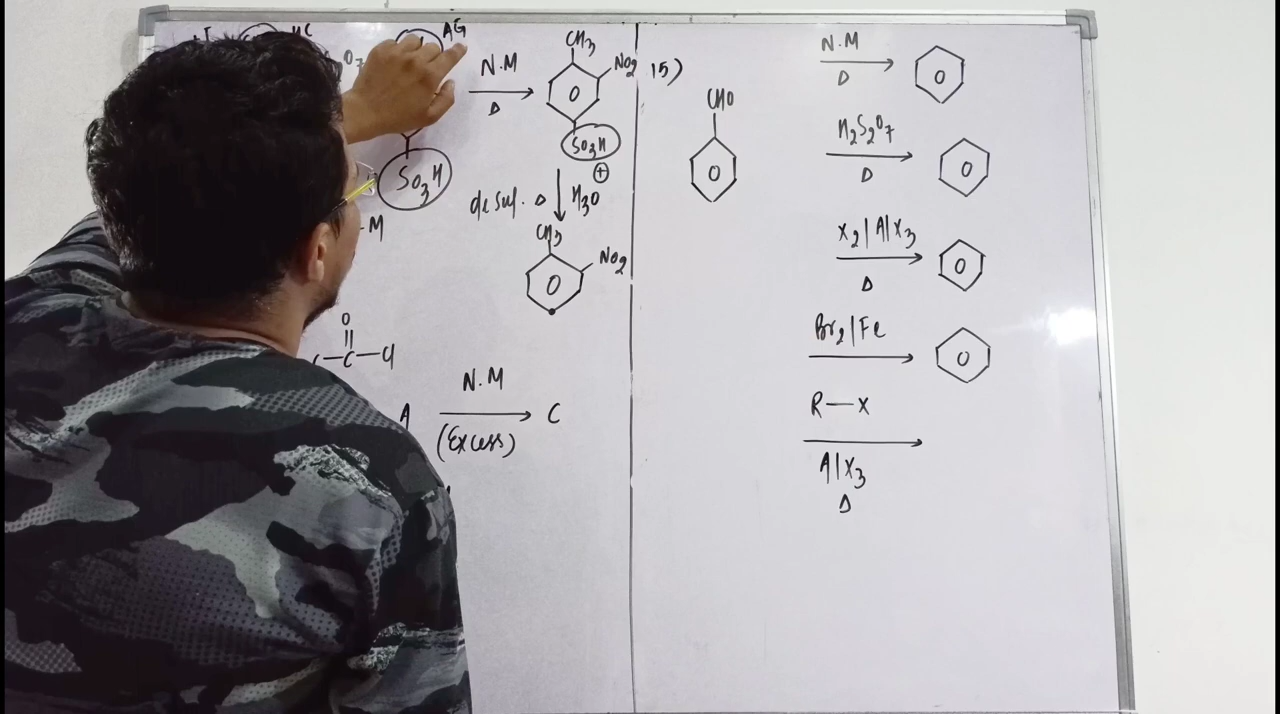 AG
N.M
Δ
CH3
NO2
SO3H
SO3H
desul. Δ H3O⊕
CH3
NO2
O
C—Cl
A
N.M
(Excess)
C
15)
CHO
N.M
Δ
H2S2O7
Δ
X2|AlX3
Δ
Br2|Fe
R—X
AlX3
Δ